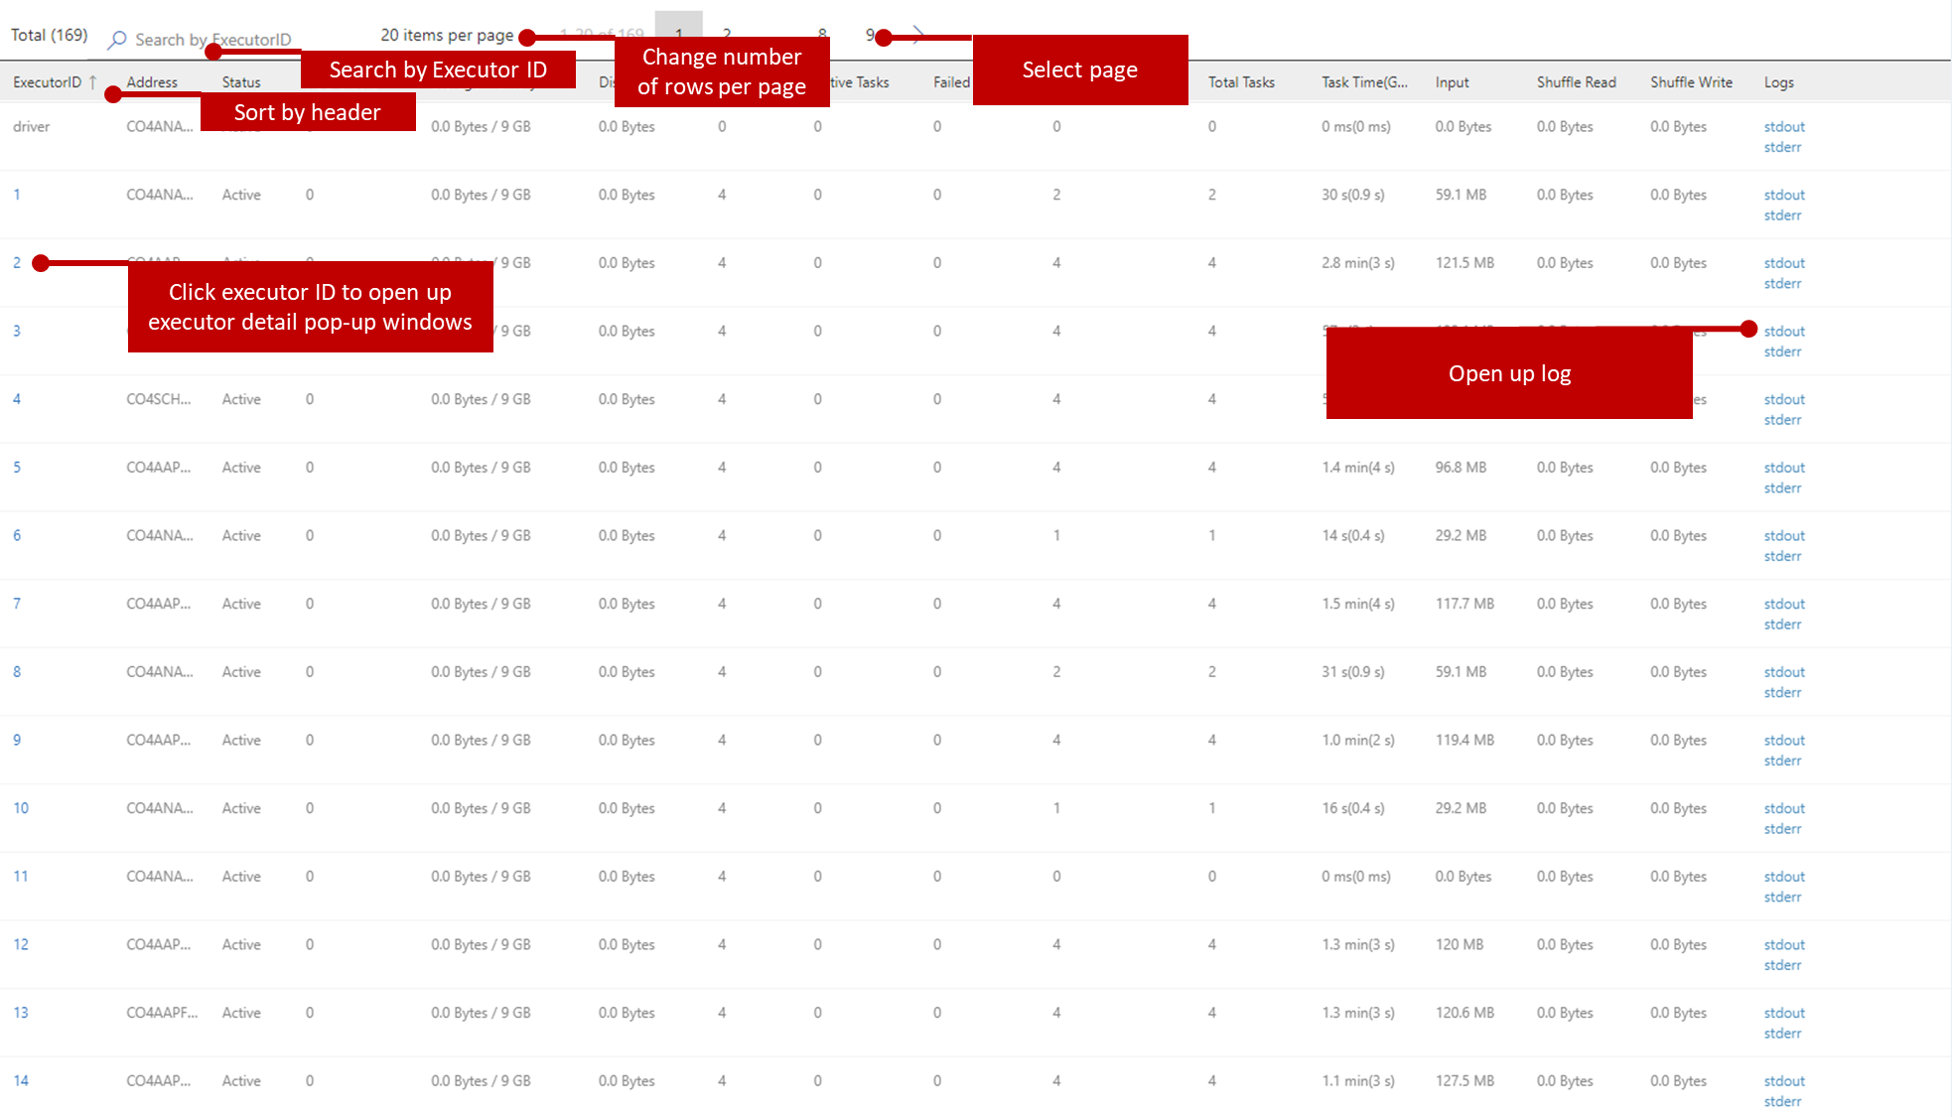 Total (169) Search by ExecutorID 20 items per page 1-20 of 169 1 2 8 9
Search by Executor ID
Change number
of rows per page
Select page
ExecutorID ↑ Address Status tive Tasks Failed Total Tasks Task Time(G... Input Shuffle Read Shuffle Write Logs
Sort by header
driver CO4ANA... 0.0 Bytes / 9 GB 0.0 Bytes 0 0 0 0 0 0 ms(0 ms) 0.0 Bytes 0.0 Bytes 0.0 Bytes stdout
stderr
1 CO4ANA... Active 0 0.0 Bytes / 9 GB 0.0 Bytes 4 0 0 2 2 30 s(0.9 s) 59.1 MB 0.0 Bytes 0.0 Bytes stdout
stderr
2 / 9 GB 0.0 Bytes 4 0 0 4 4 2.8 min(3 s) 121.5 MB 0.0 Bytes 0.0 Bytes stdout
stderr
Click executor ID to open up
executor detail pop-up windows
3 / 9 GB 0.0 Bytes 4 0 0 4 4 stdout
stderr
Open up log
4 CO4SCH... Active 0 0.0 Bytes / 9 GB 0.0 Bytes 4 0 0 4 4 es stdout
stderr
5 CO4AAP... Active 0 0.0 Bytes / 9 GB 0.0 Bytes 4 0 0 4 4 1.4 min(4 s) 96.8 MB 0.0 Bytes 0.0 Bytes stdout
stderr
6 CO4ANA... Active 0 0.0 Bytes / 9 GB 0.0 Bytes 4 0 0 1 1 14 s(0.4 s) 29.2 MB 0.0 Bytes 0.0 Bytes stdout
stderr
7 CO4AAP... Active 0 0.0 Bytes / 9 GB 0.0 Bytes 4 0 0 4 4 1.5 min(4 s) 117.7 MB 0.0 Bytes 0.0 Bytes stdout
stderr
8 CO4ANA... Active 0 0.0 Bytes / 9 GB 0.0 Bytes 4 0 0 2 2 31 s(0.9 s) 59.1 MB 0.0 Bytes 0.0 Bytes stdout
stderr
9 CO4AAP... Active 0 0.0 Bytes / 9 GB 0.0 Bytes 4 0 0 4 4 1.0 min(2 s) 119.4 MB 0.0 Bytes 0.0 Bytes stdout
stderr
10 CO4ANA... Active 0 0.0 Bytes / 9 GB 0.0 Bytes 4 0 0 1 1 16 s(0.4 s) 29.2 MB 0.0 Bytes 0.0 Bytes stdout
stderr
11 CO4ANA... Active 0 0.0 Bytes / 9 GB 0.0 Bytes 4 0 0 0 0 0 ms(0 ms) 0.0 Bytes 0.0 Bytes 0.0 Bytes stdout
stderr
12 CO4AAP... Active 0 0.0 Bytes / 9 GB 0.0 Bytes 4 0 0 4 4 1.3 min(3 s) 120 MB 0.0 Bytes 0.0 Bytes stdout
stderr
13 CO4AAPF... Active 0 0.0 Bytes / 9 GB 0.0 Bytes 4 0 0 4 4 1.3 min(3 s) 120.6 MB 0.0 Bytes 0.0 Bytes stdout
stderr
14 CO4AAP... Active 0 0.0 Bytes / 9 GB 0.0 Bytes 4 0 0 4 4 1.1 min(3 s) 127.5 MB 0.0 Bytes 0.0 Bytes stdout
stderr